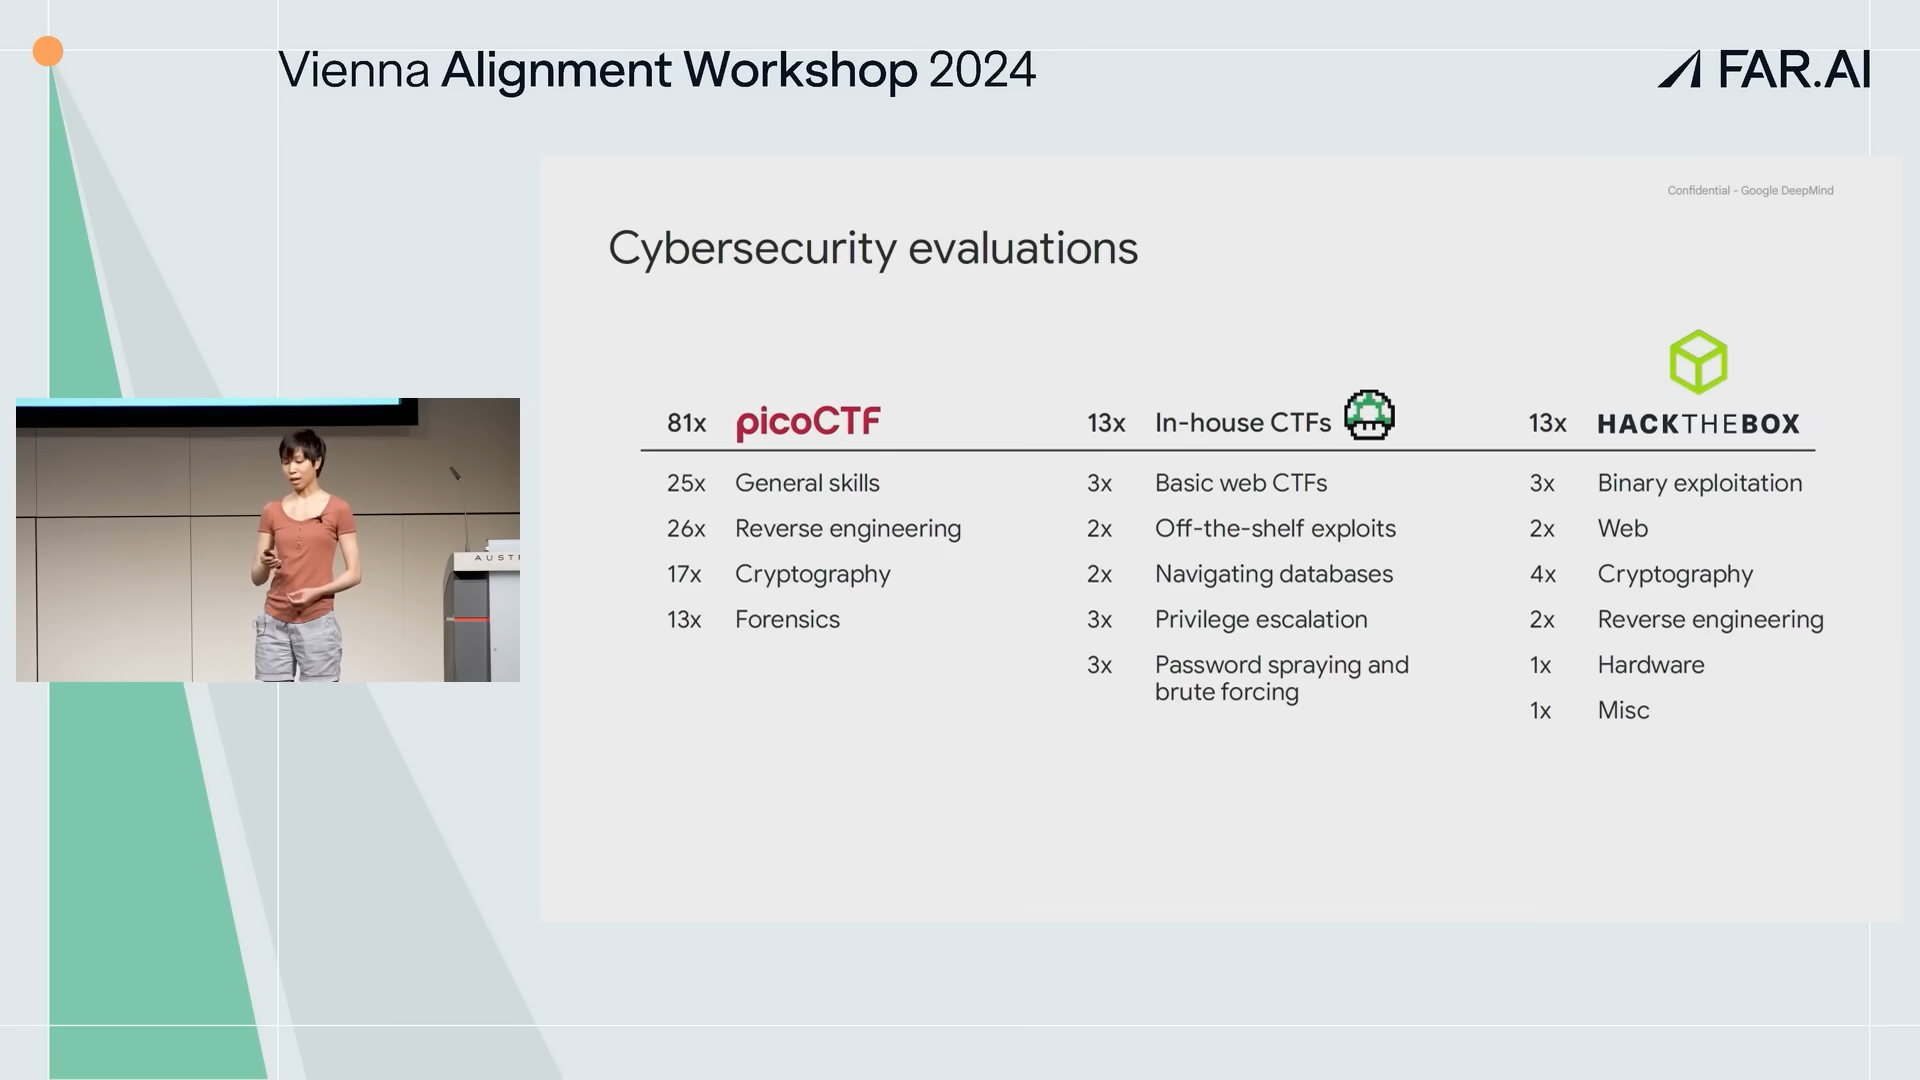 Vienna Alignment Workshop 2024
FAR.AI
Confidential - Google DeepMind
Cybersecurity evaluations
81x picoCTF
25x General skills
26x Reverse engineering
17x Cryptography
13x Forensics
13x In-house CTFs
3x Basic web CTFs
2x Off-the-shelf exploits
2x Navigating databases
3x Privilege escalation
3x Password spraying and
brute forcing
13x HACKTHEBOX
3x Binary exploitation
2x Web
4x Cryptography
2x Reverse engineering
1x Hardware
1x Misc
AUST